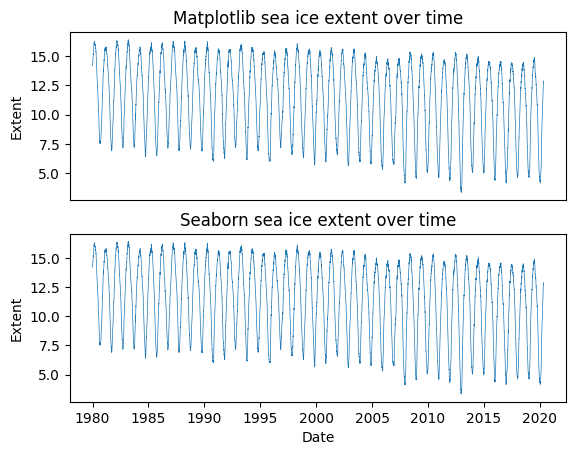 Matplotlib sea ice extent over time
15.0
12.5
10.0
7.5
5.0
Extent
Seaborn sea ice extent over time
15.0
12.5
10.0
7.5
5.0
Extent
1980 1985 1990 1995 2000 2005 2010 2015 2020
Date